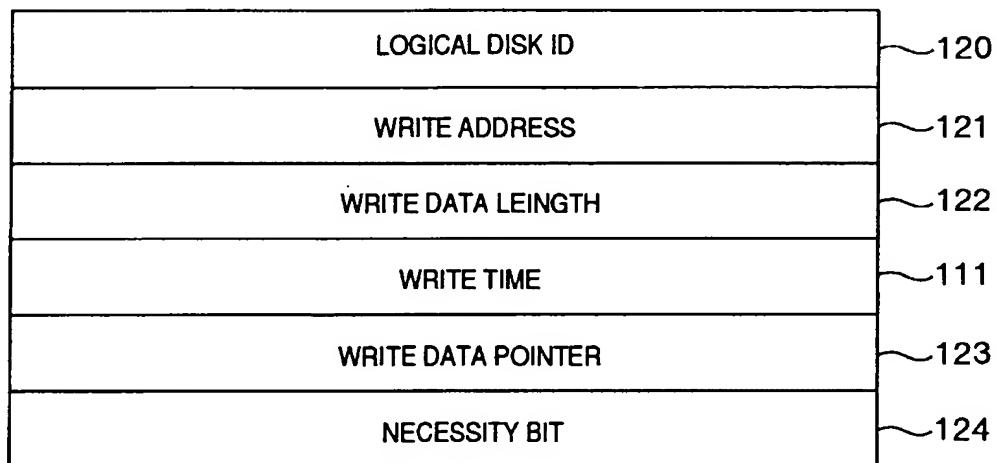 LOGICAL DISK ID 120
WRITE ADDRESS 121
WRITE DATA LEINGTH 122
WRITE TIME 111
WRITE DATA POINTER 123
NECESSITY BIT 124